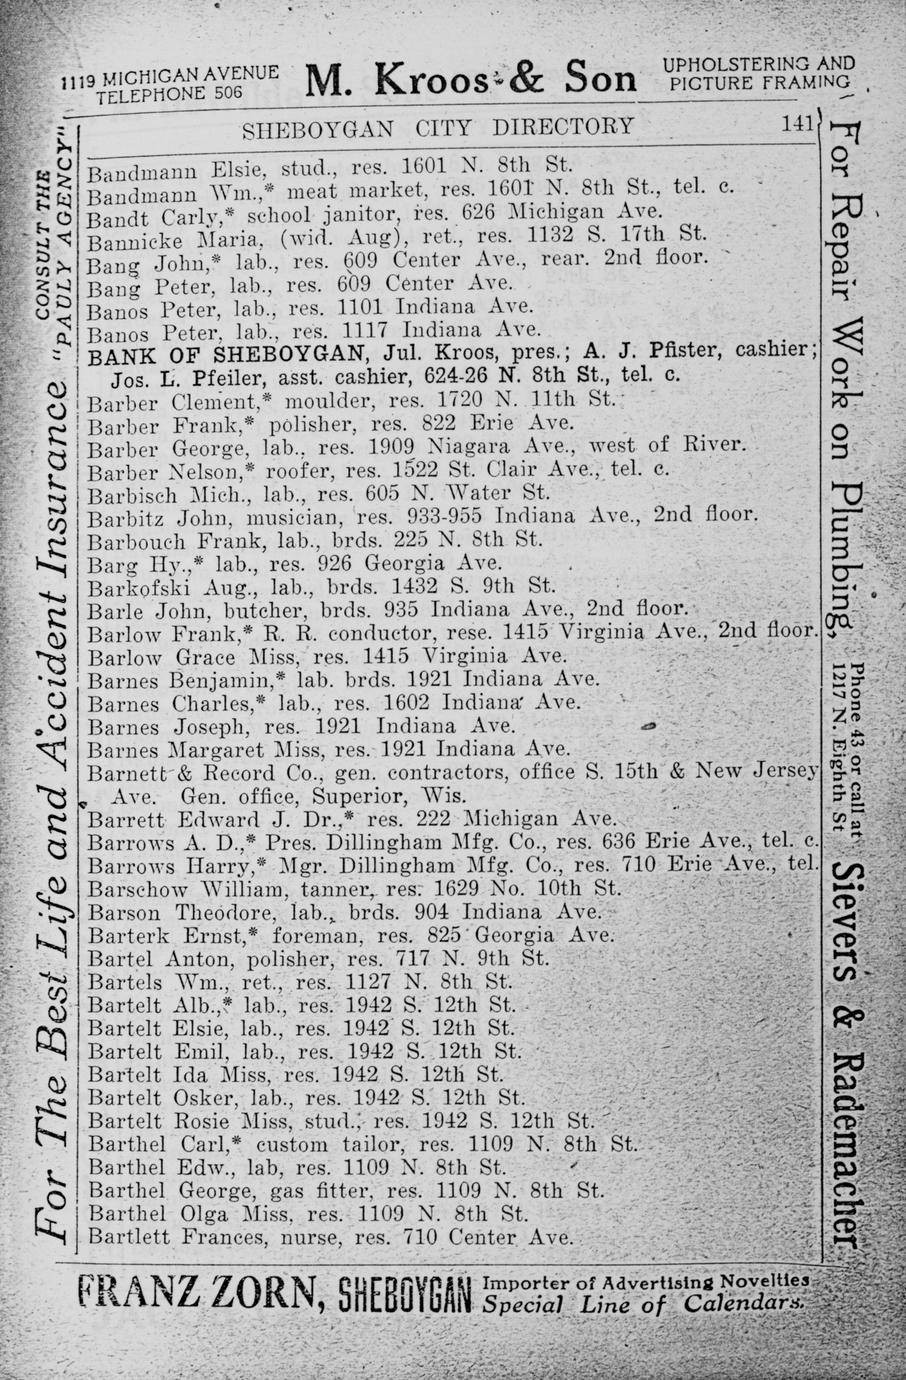 1119 MICHIGAN AVENUE
TELEPHONE 506
M. Kroos & Son
UPHOLSTERING AND
PICTURE FRAMING
SHEBOYGAN CITY DIRECTORY 141
Bandmann Elsie, stud., res. 1601 N. 8th St.
Bandmann Wm.,* meat market, res. 1601 N. 8th St., tel. c.
Bandt Carly,* school janitor, res. 626 Michigan Ave.
Bannicke Maria, (wid. Aug), ret., res. 1132 S. 17th St.
Bang John,* lab., res. 609 Center Ave., rear. 2nd floor.
Bang Peter, lab., res. 609 Center Ave.
Banos Peter, lab., res. 1101 Indiana Ave.
Banos Peter, lab., res. 1117 Indiana Ave.
BANK OF SHEBOYGAN, Jul. Kroos, pres.; A. J. Pfister, cashier;
Jos. L. Pfeiler, asst. cashier, 624-26 N. 8th St., tel. c.
Barber Clement,* moulder, res. 1720 N. 11th St.
Barber Frank,* polisher, res. 822 Erie Ave.
Barber George, lab., res. 1909 Niagara Ave., west of River.
Barber Nelson,* roofer, res. 1522 St. Clair Ave., tel. c.
Barbisch Mich., lab., res. 605 N. Water St.
Barbitz John, musician, res. 933-955 Indiana Ave., 2nd floor.
Barbouch Frank, lab., brds. 225 N. 8th St.
Barg Hy.,* lab., res. 926 Georgia Ave.
Barkofski Aug., lab., brds. 1432 S. 9th St.
Barle John, butcher, brds. 935 Indiana Ave., 2nd floor.
Barlow Frank,* R. R. conductor, rese. 1415 Virginia Ave., 2nd floor.
Barlow Grace Miss, res. 1415 Virginia Ave.
Barnes Benjamin,* lab. brds. 1921 Indiana Ave.
Barnes Charles,* lab., res. 1602 Indiana Ave.
Barnes Joseph, res. 1921 Indiana Ave.
Barnes Margaret Miss, res. 1921 Indiana Ave.
Barnett & Record Co., gen. contractors, office S. 15th & New Jersey
Ave. Gen. office, Superior, Wis.
Barrett Edward J. Dr.,* res. 222 Michigan Ave.
Barrows A. D.,* Pres. Dillingham Mfg. Co., res. 636 Erie Ave., tel. c.
Barrows Harry,* Mgr. Dillingham Mfg. Co., res. 710 Erie Ave., tel.
Barschow William, tanner, res. 1629 No. 10th St.
Barson Theodore, lab., brds. 904 Indiana Ave.
Barterk Ernst,* foreman, res. 825 Georgia Ave.
Bartel Anton, polisher, res. 717 N. 9th St.
Bartels Wm., ret., res. 1127 N. 8th St.
Bartelt Alb.,* lab., res. 1942 S. 12th St.
Bartelt Elsie, lab., res. 1942 S. 12th St.
Bartelt Emil, lab., res. 1942 S. 12th St.
Bartelt Ida Miss, res. 1942 S. 12th St.
Bartelt Osker, lab., res. 1942 S. 12th St.
Bartelt Rosie Miss, stud., res. 1942 S. 12th St.
Barthel Carl,* custom tailor, res. 1109 N. 8th St.
Barthel Edw., lab, res. 1109 N. 8th St.
Barthel George, gas fitter, res. 1109 N. 8th St.
Barthel Olga Miss, res. 1109 N. 8th St.
Bartlett Frances, nurse, res. 710 Center Ave.
For The Best Life and Accident Insurance
CONSULT THE
"PAULY AGENCY"
For Repair Work on Plumbing,
Phone 43 or call at
1217 N. Eighth St
Sievers & Rademacher
FRANZ ZORN, SHEBOYGAN
Importer of Advertising Novelties
Special Line of Calendars.